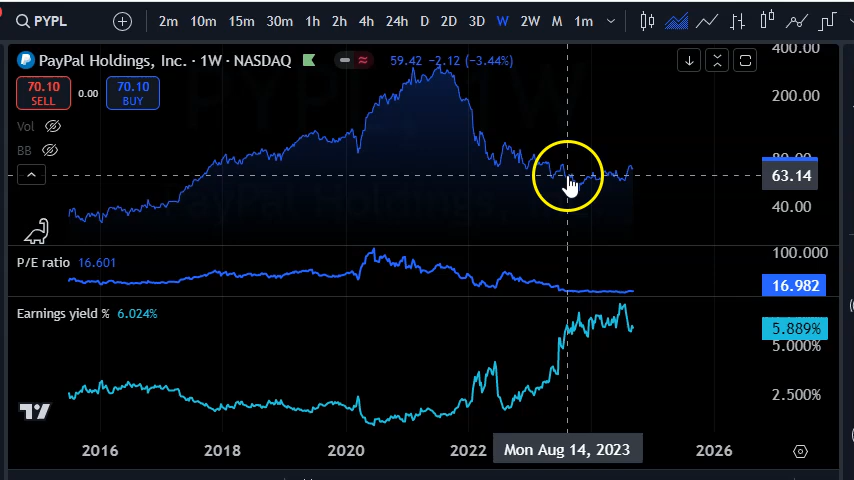 PYPL 2m 10m 15m 30m 1h 2h 4h 24h D 2D 3D W 2W M 1m
PayPal Holdings, Inc. · 1W · NASDAQ 59.42 −2.12 (−3.44%)
400.00
70.10 SELL 0.00 70.10 BUY
200.00
Vol
BB
80.00
63.14
40.00
P/E ratio 16.601
100.000
16.982
Earnings yield % 6.024%
5.889%
5.000%
2.500%
2016 2018 2020 2022 Mon Aug 14, 2023 2026